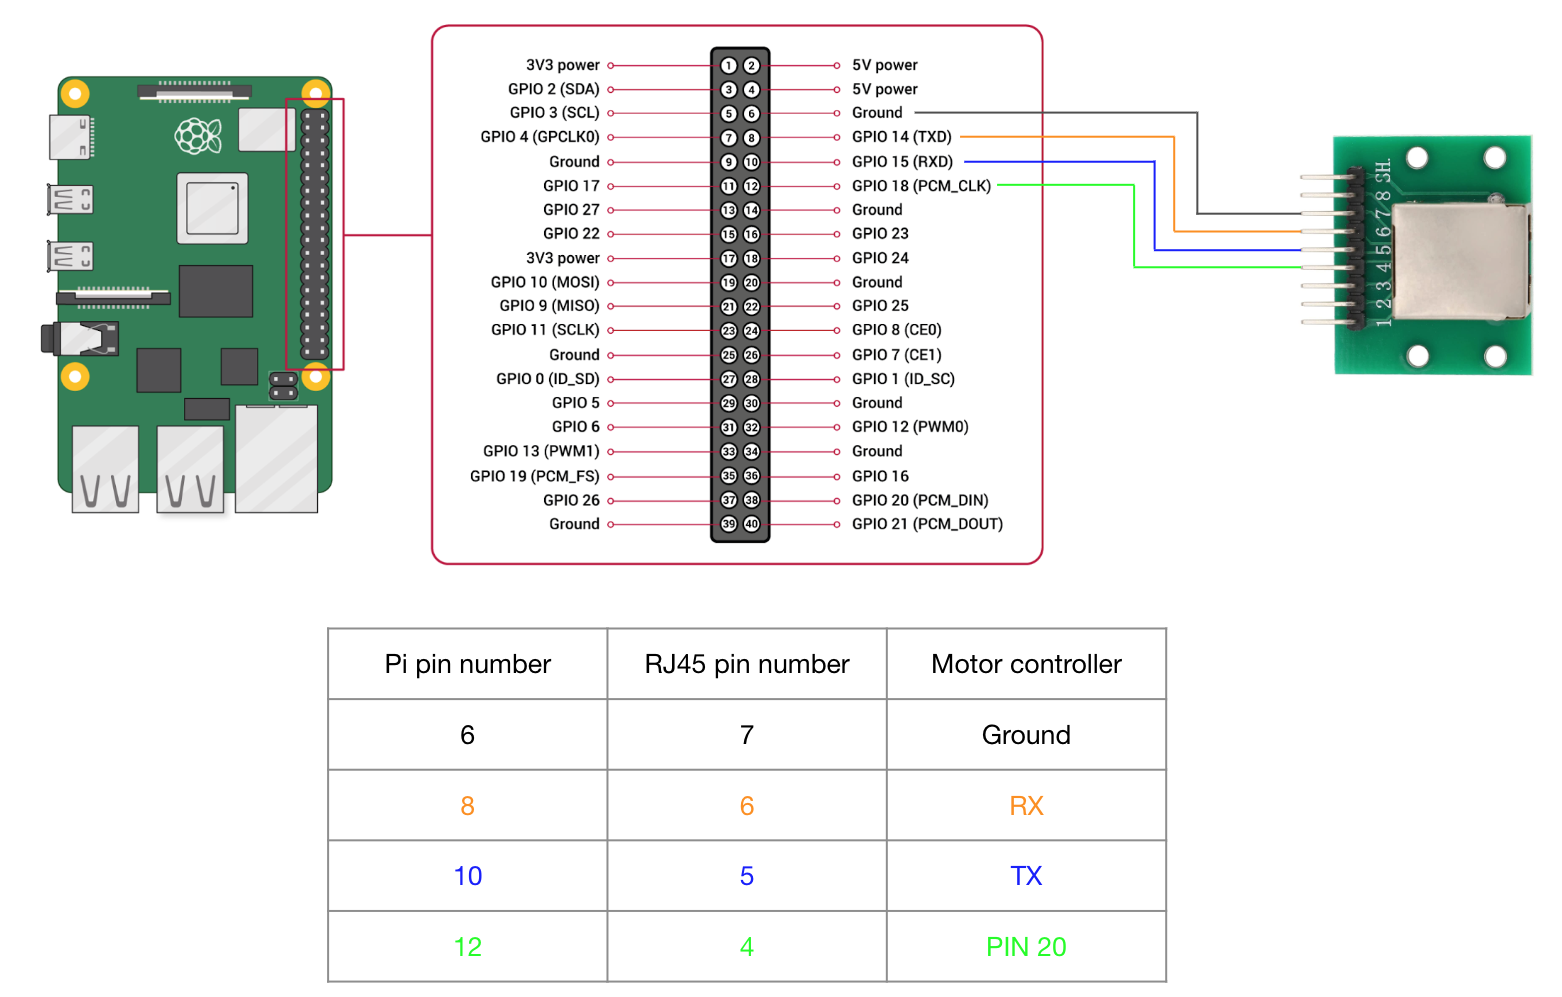 3V3 power 1 2 5V power
GPIO 2 (SDA) 3 4 5V power
GPIO 3 (SCL) 5 6 Ground
GPIO 4 (GPCLK0) 7 8 GPIO 14 (TXD)
Ground 9 10 GPIO 15 (RXD)
GPIO 17 11 12 GPIO 18 (PCM_CLK)
GPIO 27 13 14 Ground
GPIO 22 15 16 GPIO 23
3V3 power 17 18 GPIO 24
GPIO 10 (MOSI) 19 20 Ground
GPIO 9 (MISO) 21 22 GPIO 25
GPIO 11 (SCLK) 23 24 GPIO 8 (CE0)
Ground 25 26 GPIO 7 (CE1)
GPIO 0 (ID_SD) 27 28 GPIO 1 (ID_SC)
GPIO 5 29 30 Ground
GPIO 6 31 32 GPIO 12 (PWM0)
GPIO 13 (PWM1) 33 34 Ground
GPIO 19 (PCM_FS) 35 36 GPIO 16
GPIO 26 37 38 GPIO 20 (PCM_DIN)
Ground 39 40 GPIO 21 (PCM_DOUT)
1 2 3 4 5 6 7 8 SH.
Pi pin number RJ45 pin number Motor controller
6 7 Ground
8 6 RX
10 5 TX
12 4 PIN 20